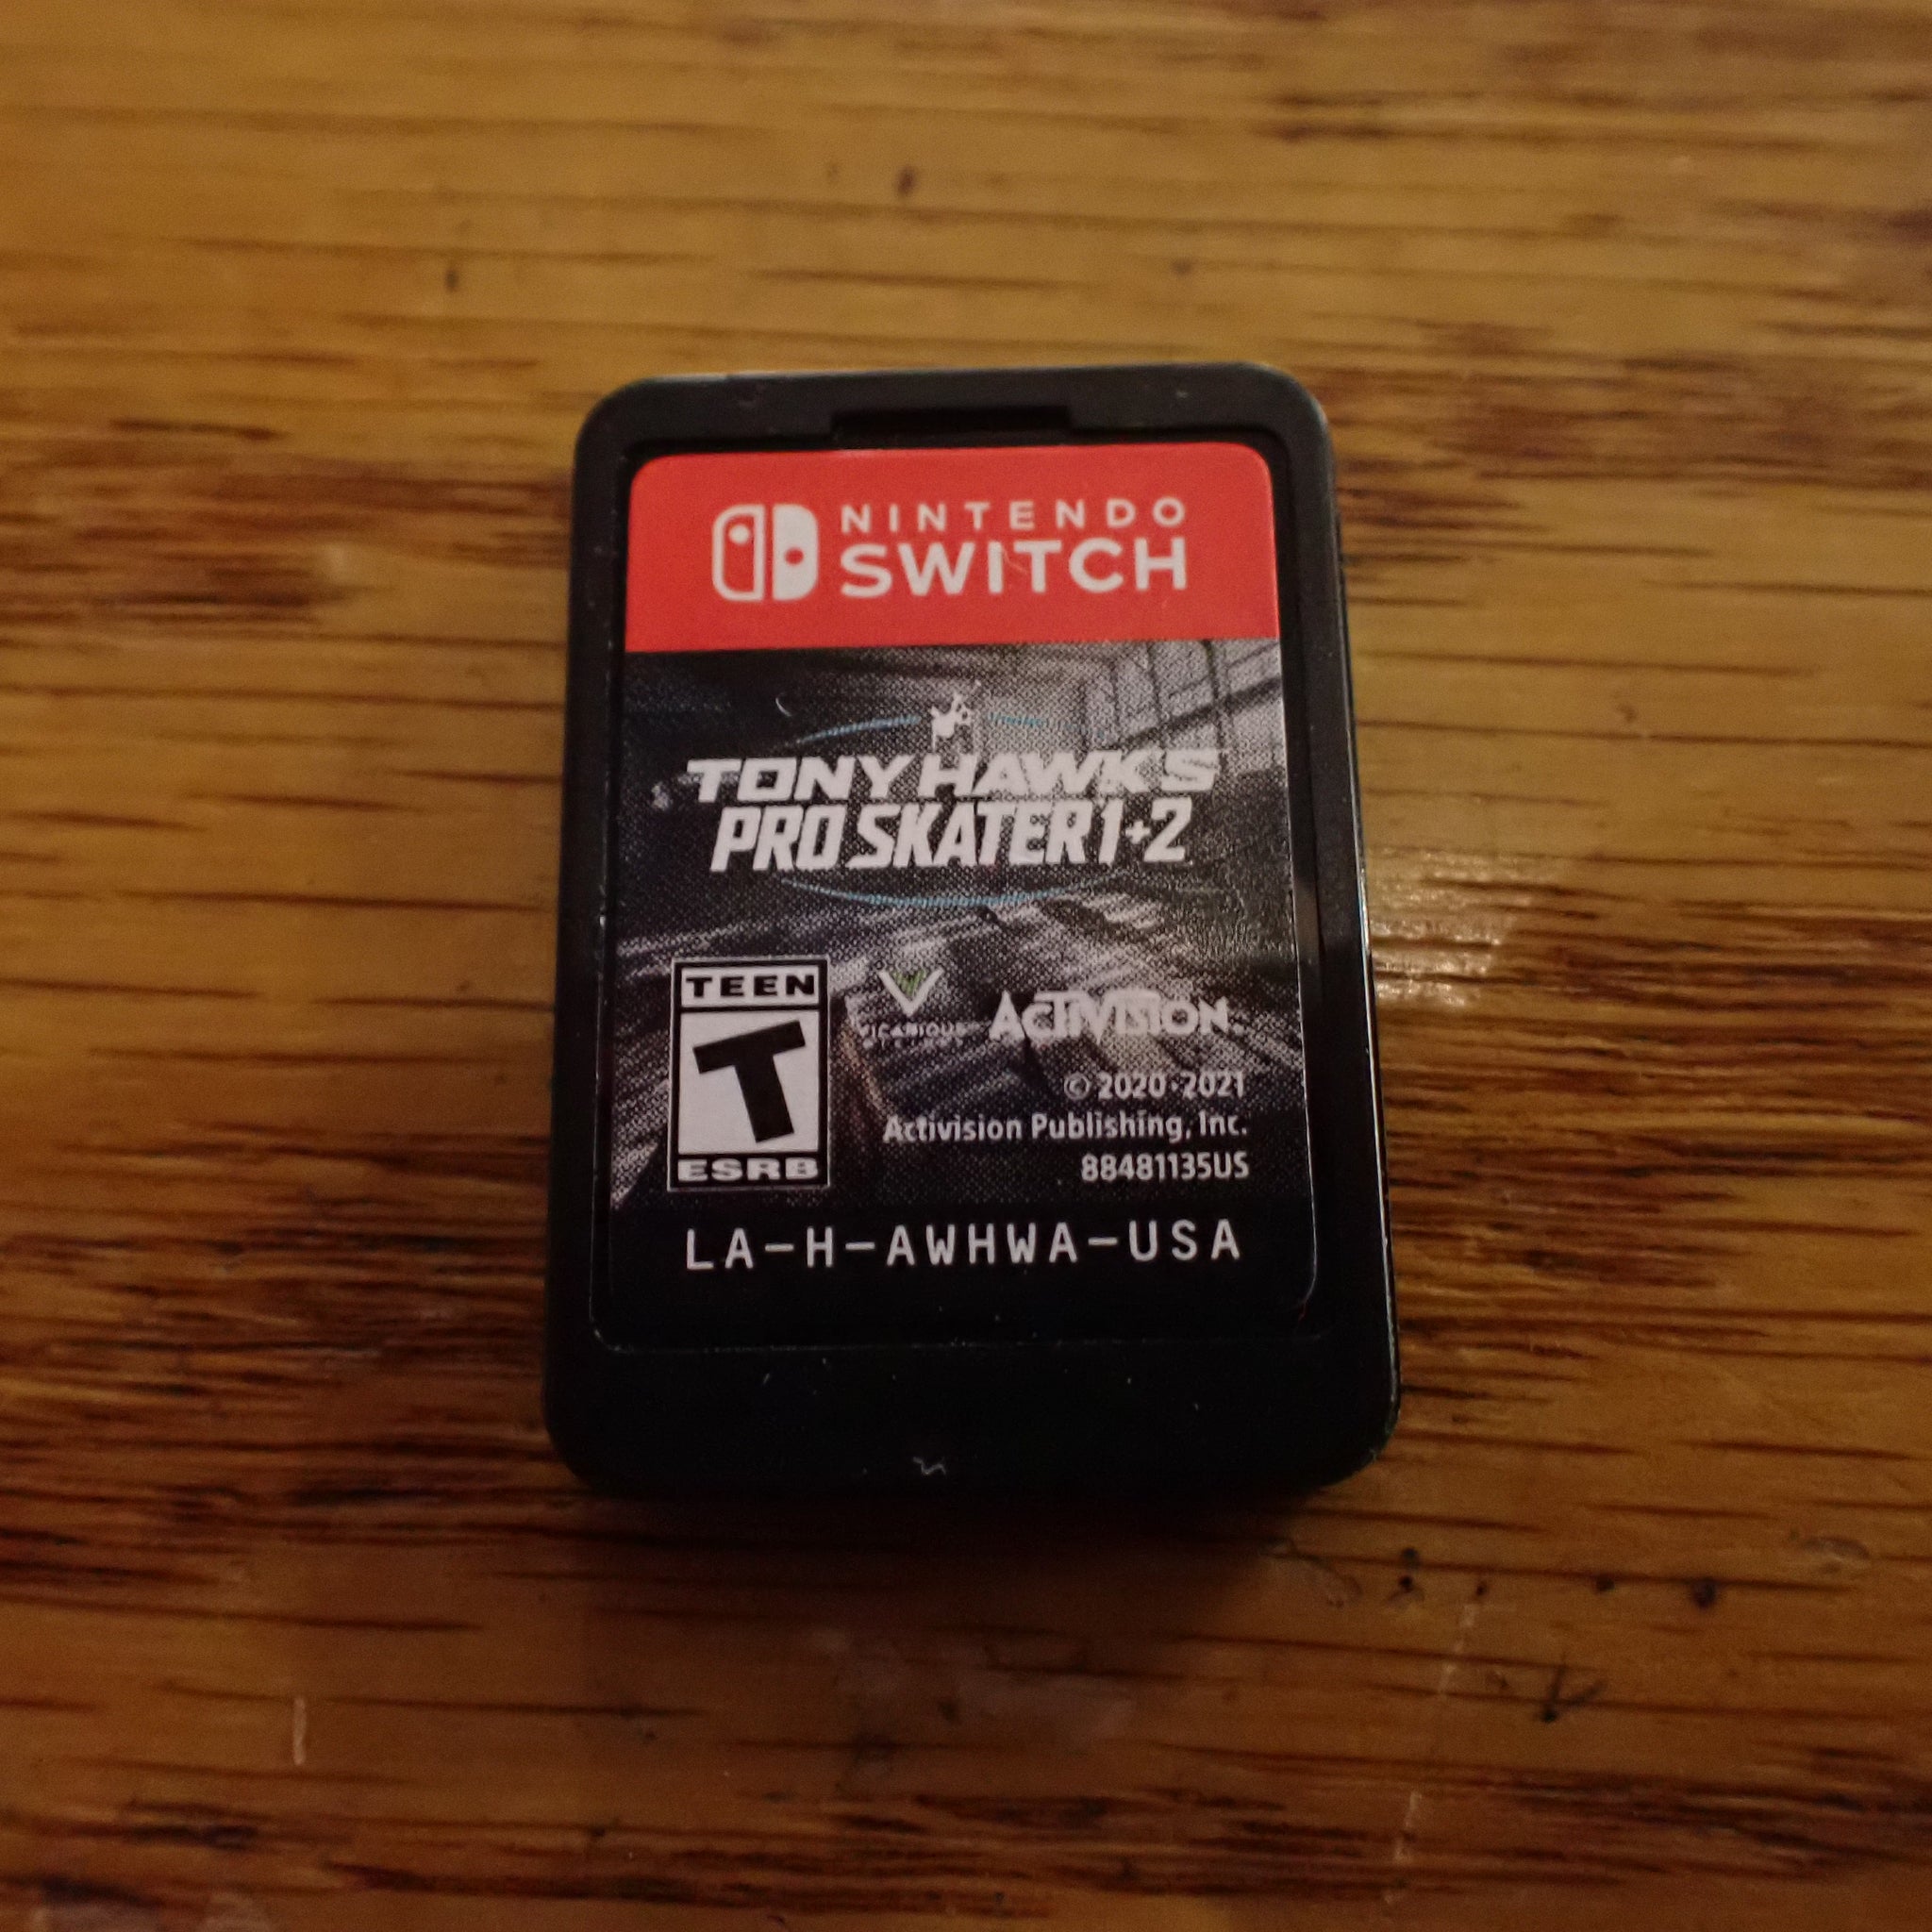 NINTENDO
SWITCH
TONY HAWK'S
PRO SKATER 1+2
TEEN
T
ESRB
VICARIOUS
ACTIVISION
© 2020-2021
Activision Publishing, Inc.
88481135US
LA-H-AWHWA-USA